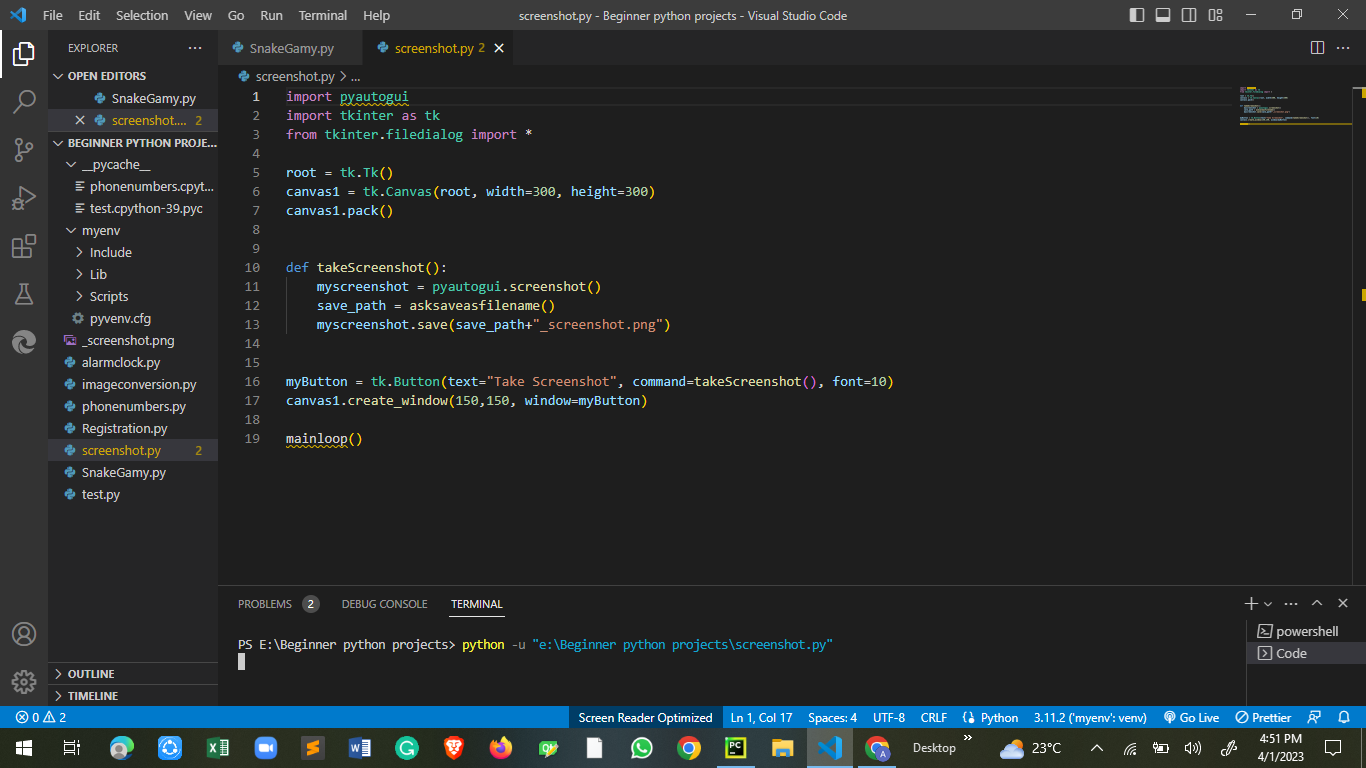 File Edit Selection View Go Run Terminal Help screenshot.py - Beginner python projects - Visual Studio Code
EXPLORER
OPEN EDITORS
SnakeGamy.py
screenshot.... 2
BEGINNER PYTHON PROJE...
__pycache__
phonenumbers.cpyt...
test.cpython-39.pyc
myenv
Include
Lib
Scripts
pyvenv.cfg
_screenshot.png
alarmclock.py
imageconversion.py
phonenumbers.py
Registration.py
screenshot.py 2
SnakeGamy.py
test.py
OUTLINE
TIMELINE
SnakeGamy.py screenshot.py 2
screenshot.py > ...
1 import pyautogui
2 import tkinter as tk
3 from tkinter.filedialog import *
4
5 root = tk.Tk()
6 canvas1 = tk.Canvas(root, width=300, height=300)
7 canvas1.pack()
8
9
10 def takeScreenshot():
11 myscreenshot = pyautogui.screenshot()
12 save_path = asksaveasfilename()
13 myscreenshot.save(save_path+"_screenshot.png")
14
15
16 myButton = tk.Button(text="Take Screenshot", command=takeScreenshot(), font=10)
17 canvas1.create_window(150,150, window=myButton)
18
19 mainloop()
PROBLEMS 2 DEBUG CONSOLE TERMINAL
PS E:\Beginner python projects> python -u "e:\Beginner python projects\screenshot.py"
powershell
Code
0 2 Screen Reader Optimized Ln 1, Col 17 Spaces: 4 UTF-8 CRLF Python 3.11.2 ('myenv': venv) Go Live Prettier
Desktop 23°C 4:51 PM
4/1/2023